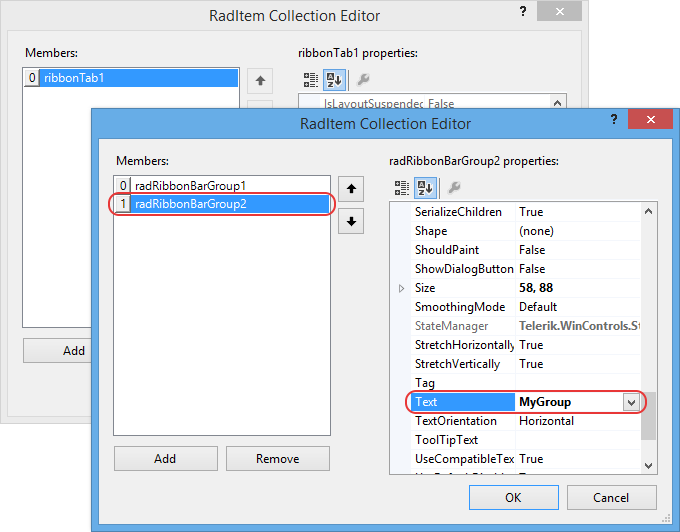 RadItem Collection Editor
?
Members:
ribbonTab1 properties:
0 ribbonTab1
IsLayoutSuspended False
Add
RadItem Collection Editor
?
Members:
radRibbonBarGroup2 properties:
0 radRibbonBarGroup1
1 radRibbonBarGroup2
SerializeChildren True
Shape (none)
ShouldPaint False
ShowDialogButton False
Size 58, 88
SmoothingMode Default
StateManager Telerik.WinControls.St
StretchHorizontally True
StretchVertically True
Tag
Text MyGroup
TextOrientation Horizontal
ToolTipText
UseCompatibleTex True
Add
Remove
OK
Cancel